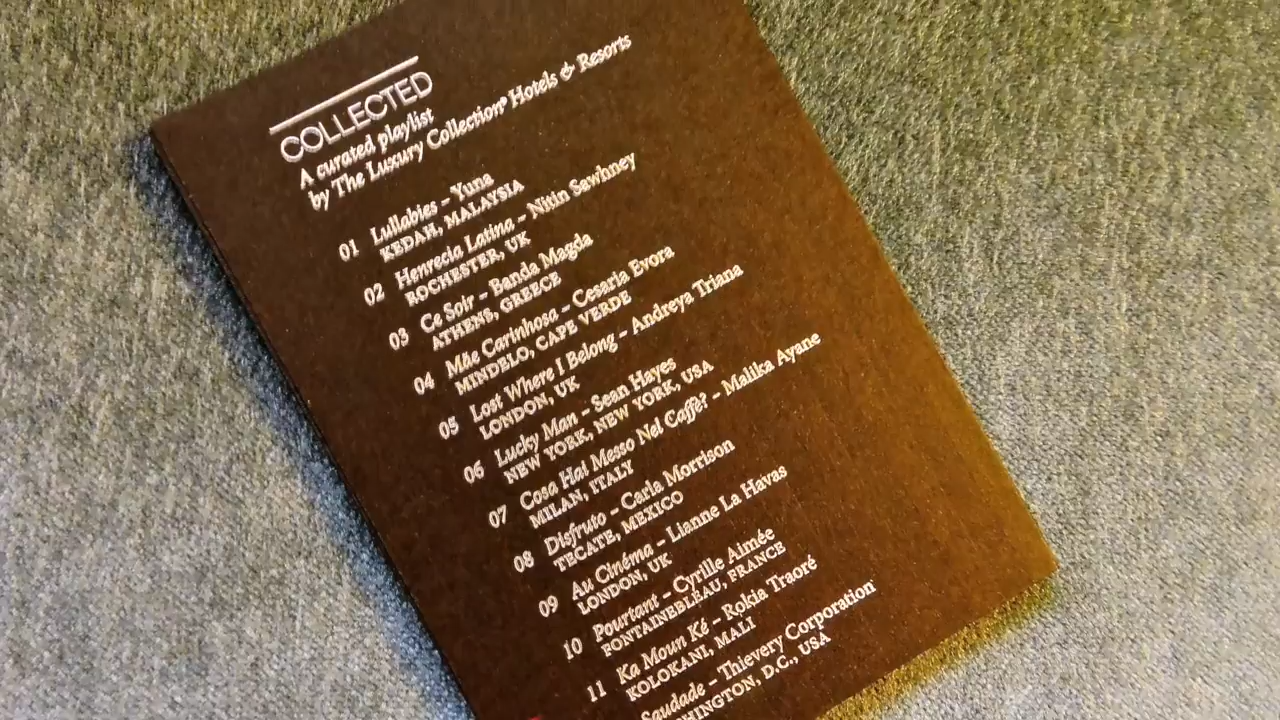 COLLECTED
A curated playlist
by The Luxury Collection® Hotels & Resorts
01 Lullabies – Yuna
KEDAH, MALAYSIA
02 Henrecia Latina – Nitin Sawhney
ROCHESTER, UK
03 Ce Soir – Banda Magda
ATHENS, GREECE
04 Mãe Carinhosa – Cesaria Evora
MINDELO, CAPE VERDE
05 Lost Where I Belong – Andreya Triana
LONDON, UK
06 Lucky Man – Sean Hayes
NEW YORK, NEW YORK, USA
07 Cosa Hai Messo Nel Caffè? – Malika Ayane
MILAN, ITALY
08 Disfruto – Carla Morrison
TECATE, MEXICO
09 Au Cinéma – Lianne La Havas
LONDON, UK
10 Pourtant – Cyrille Aimée
FONTAINEBLEAU, FRANCE
11 Ka Moun Ké – Rokia Traoré
KOLOKANI, MALI
Saudade – Thievery Corporation
SHINGTON, D.C., USA